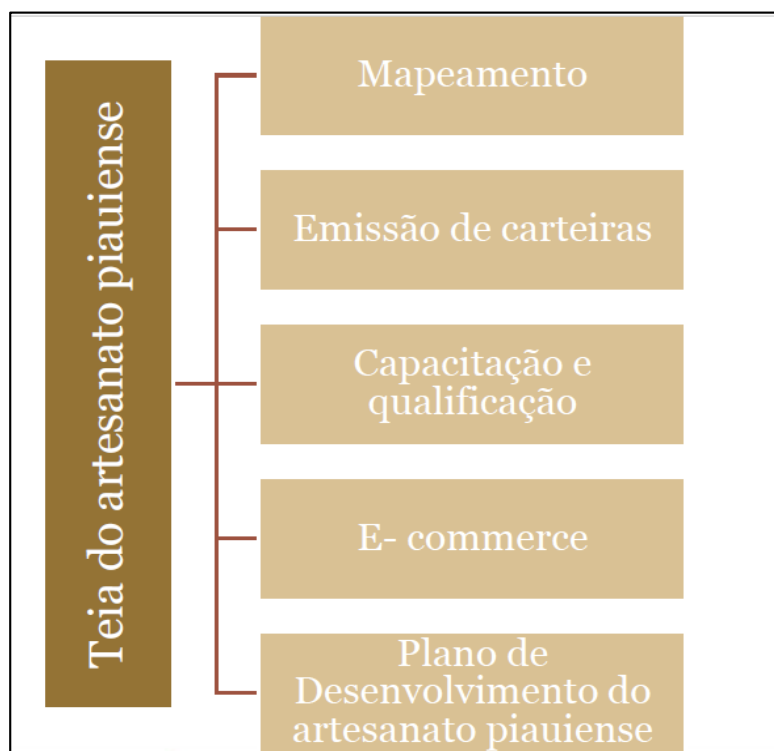 Teia do artesanato piauiense
Mapeamento
Emissão de carteiras
Capacitação e
qualificação
E- commerce
Plano de
Desenvolvimento do
artesanato piauiense